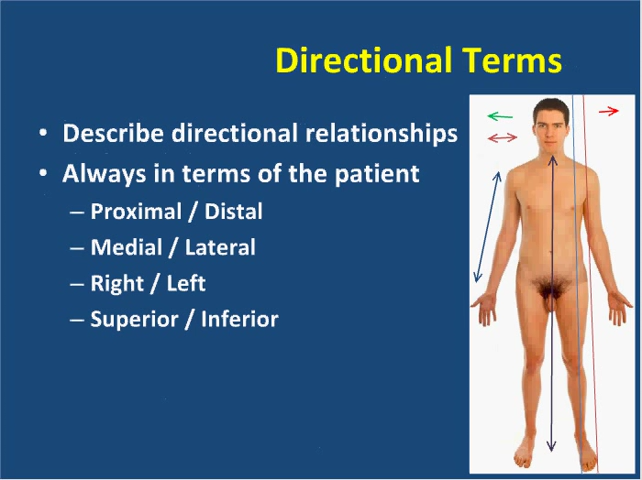 Directional Terms
• Describe directional relationships
• Always in terms of the patient
– Proximal / Distal
– Medial / Lateral
– Right / Left
– Superior / Inferior